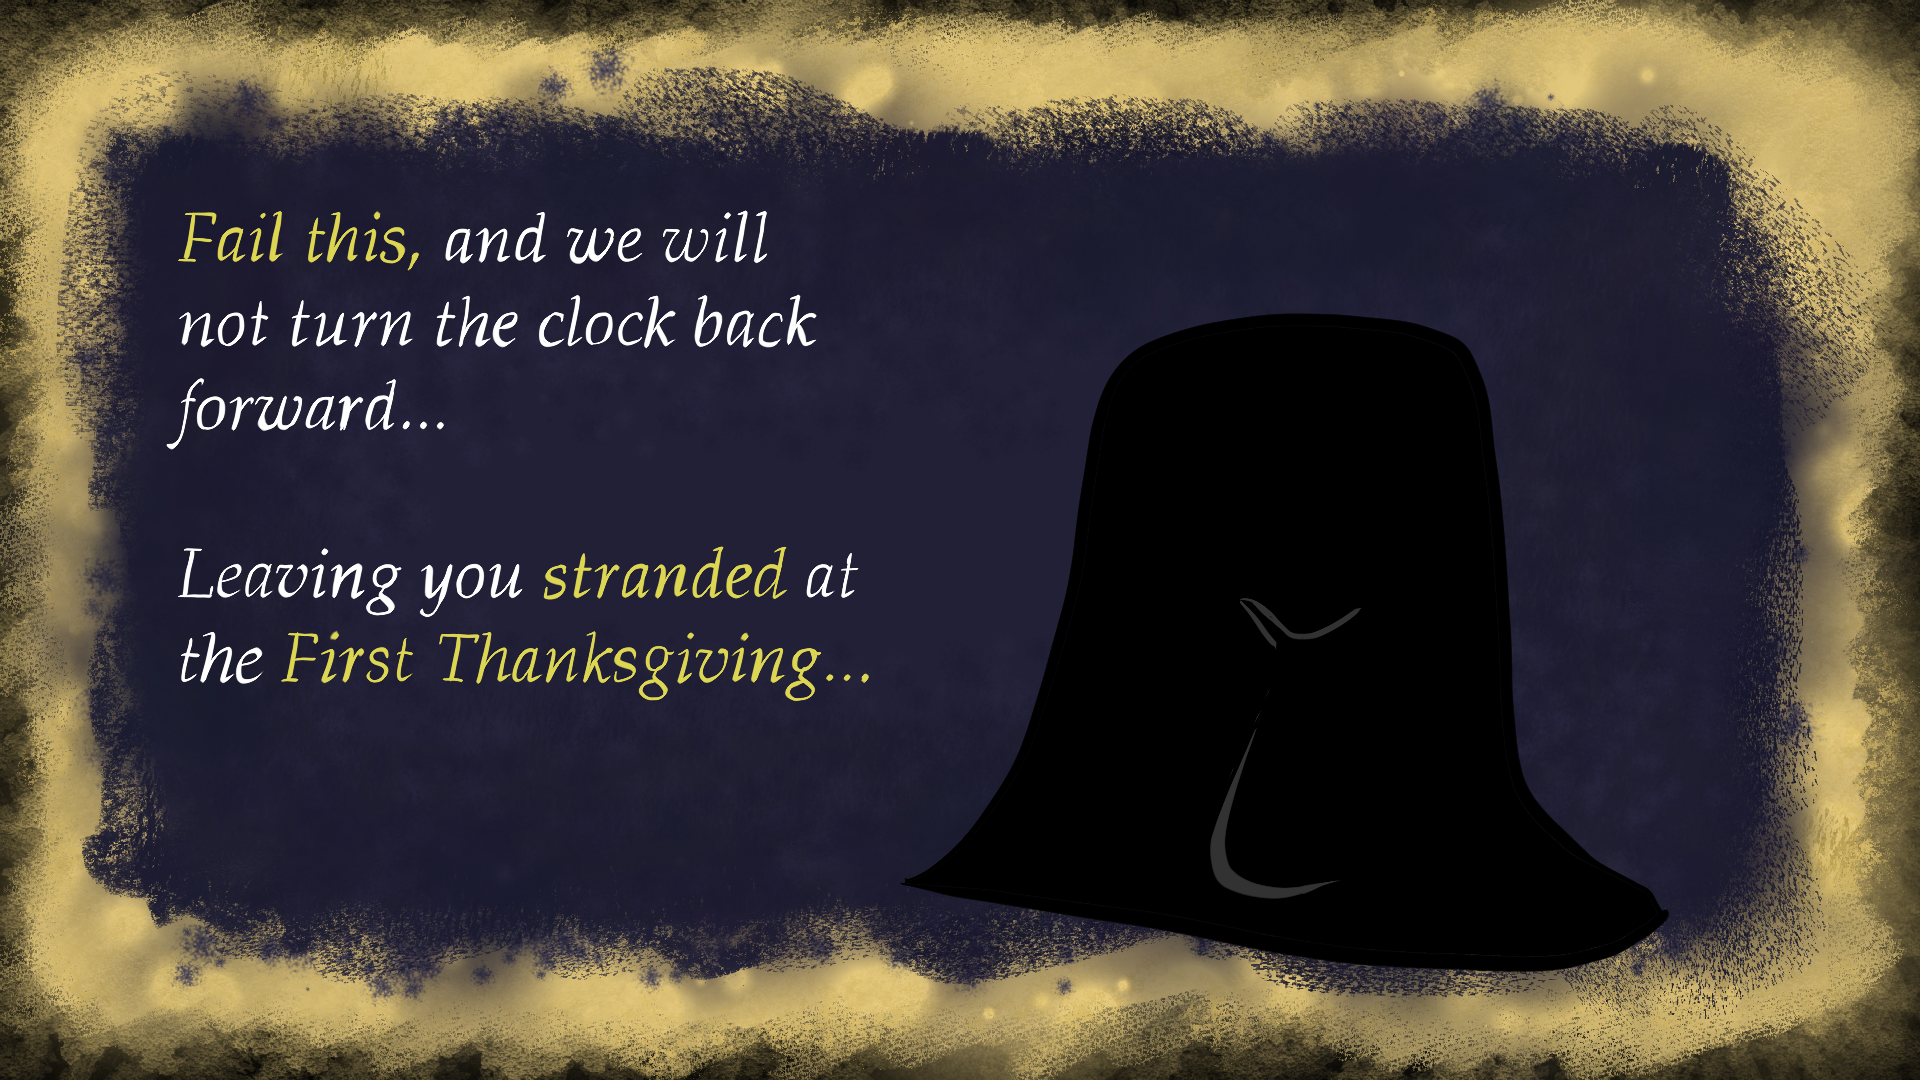 Fail this, and we will
not turn the clock back
forward...
Leaving you stranded at
the First Thanksgiving...